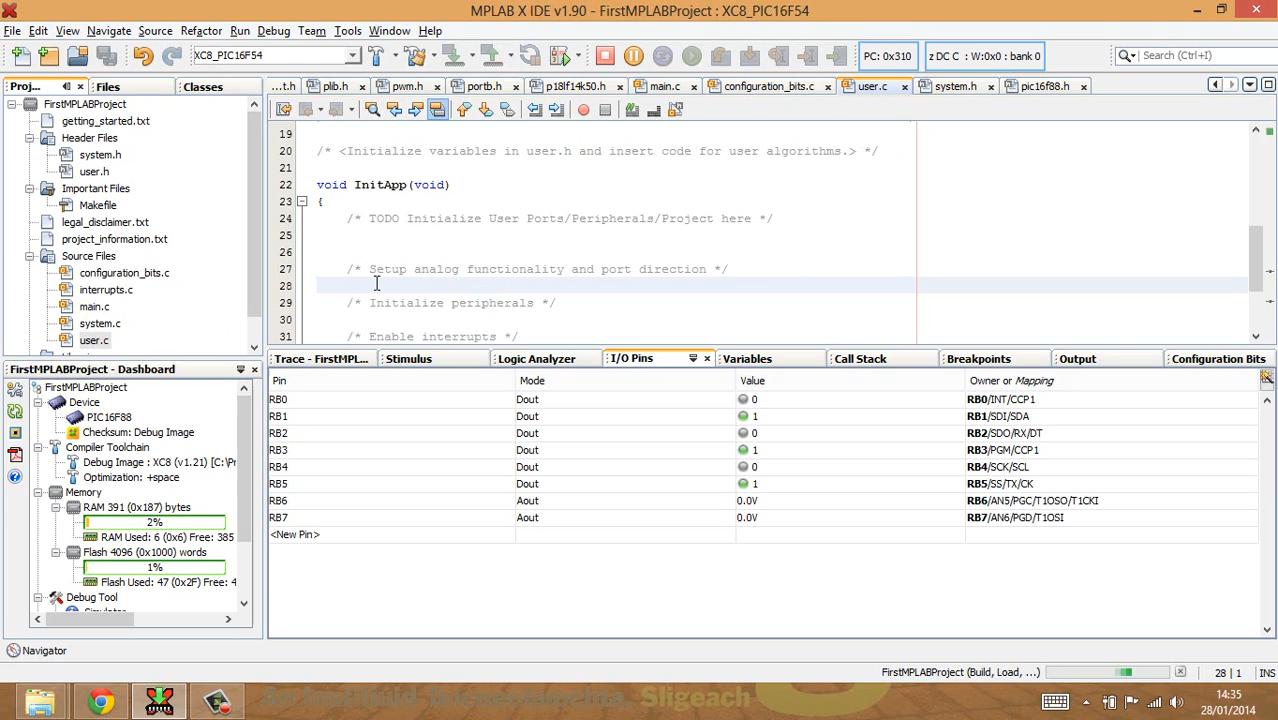 MPLAB X IDE v1.90 - FirstMPLABProject : XC8_PIC16F54
File Edit View Navigate Source Refactor Run Debug Team Tools Window Help
XC8_PIC16F54 PC: 0x310 z DC C : W:0x0 : bank 0 Search (Ctrl+I)
Proj... Files Classes
...t.h plib.h pwm.h portb.h p18lf14k50.h main.c configuration_bits.c user.c system.h pic16f88.h
FirstMPLABProject
getting_started.txt
Header Files
system.h
user.h
Important Files
Makefile
legal_disclaimer.txt
project_information.txt
Source Files
configuration_bits.c
interrupts.c
main.c
system.c
user.c
19
20 /* <Initialize variables in user.h and insert code for user algorithms.> */
21
22 void InitApp(void)
23 {
24 /* TODO Initialize User Ports/Peripherals/Project here */
25
26
27 /* Setup analog functionality and port direction */
28
29 /* Initialize peripherals */
30
31 /* Enable interrupts */
FirstMPLABProject - Dashboard
FirstMPLABProject
Device
PIC16F88
Checksum: Debug Image
Compiler Toolchain
Debug Image : XC8 (v1.21) [C:\Pr
Optimization: +space
Memory
RAM 391 (0x187) bytes
2%
RAM Used: 6 (0x6) Free: 385
Flash 4096 (0x1000) words
1%
Flash Used: 47 (0x2F) Free: 4
Debug Tool
Trace - FirstMPL... Stimulus Logic Analyzer I/O Pins Variables Call Stack Breakpoints Output Configuration Bits
Pin Mode Value Owner or Mapping
RB0 Dout 0 RB0/INT/CCP1
RB1 Dout 1 RB1/SDI/SDA
RB2 Dout 0 RB2/SDO/RX/DT
RB3 Dout 1 RB3/PGM/CCP1
RB4 Dout 0 RB4/SCK/SCL
RB5 Dout 1 RB5/SS/TX/CK
RB6 Aout 0.0V RB6/AN5/PGC/T1OSO/T1CKI
RB7 Aout 0.0V RB7/AN6/PGD/T1OSI
<New Pin>
Navigator
FirstMPLABProject (Build, Load, ...) 28 | 1 INS
Sligeach
14:35
28/01/2014